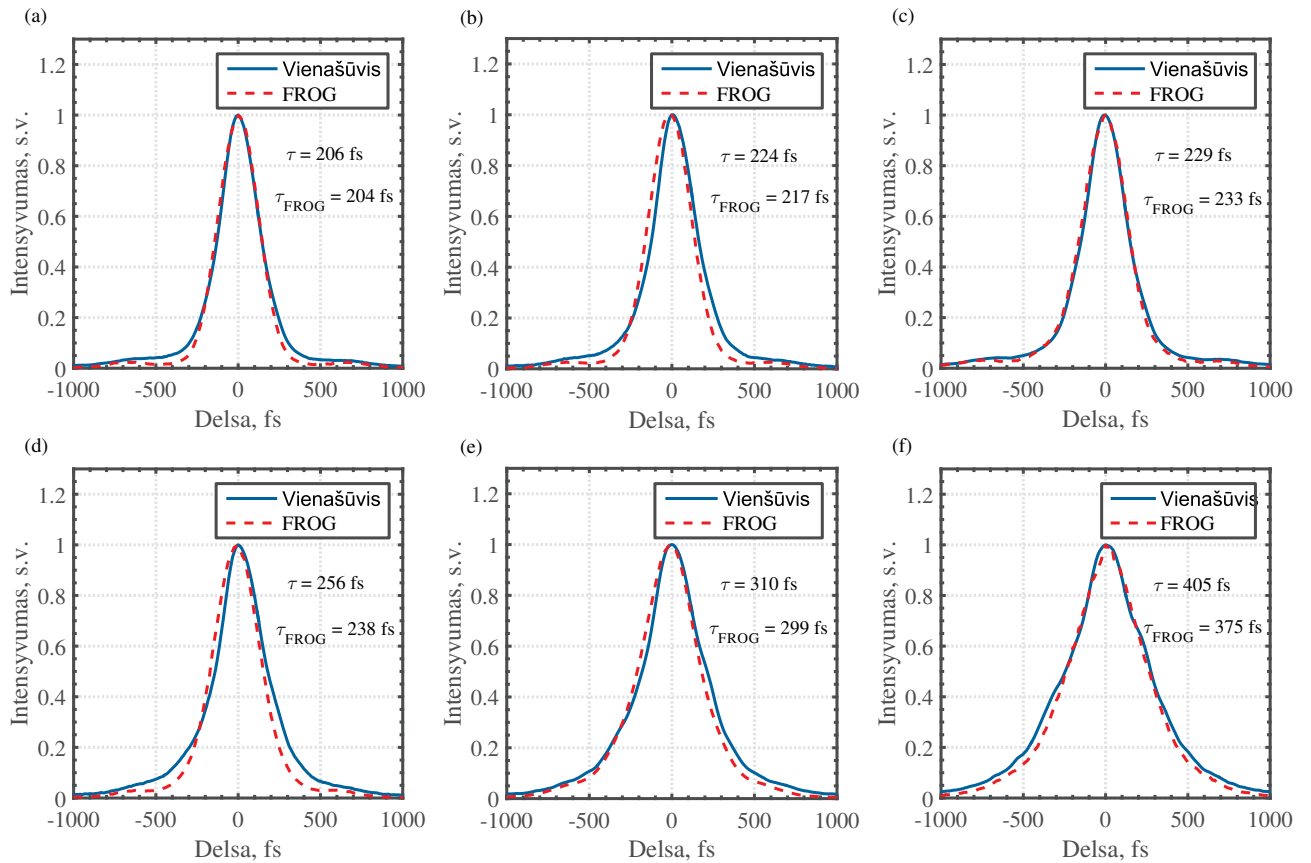 (a)
Intensyvumas, s.v.
1.2
1
0.8
0.6
0.4
0.2
0
Vienašūvis
FROG
τ = 206 fs
τFROG = 204 fs
-1000 -500 0 500 1000
Delsa, fs
(b)
Intensyvumas, s.v.
1.2
1
0.8
0.6
0.4
0.2
0
Vienašūvis
FROG
τ = 224 fs
τFROG = 217 fs
-1000 -500 0 500 1000
Delsa, fs
(c)
Intensyvumas, s.v.
1.2
1
0.8
0.6
0.4
0.2
0
Vienašūvis
FROG
τ = 229 fs
τFROG = 233 fs
-1000 -500 0 500 1000
Delsa, fs
(d)
Intensyvumas, s.v.
1.2
1
0.8
0.6
0.4
0.2
0
Vienašūvis
FROG
τ = 256 fs
τFROG = 238 fs
-1000 -500 0 500 1000
Delsa, fs
(e)
Intensyvumas, s.v.
1.2
1
0.8
0.6
0.4
0.2
0
Vienšūvis
FROG
τ = 310 fs
τFROG = 299 fs
-1000 -500 0 500 1000
Delsa, fs
(f)
Intensyvumas, s.v.
1.2
1
0.8
0.6
0.4
0.2
0
Vienašūvis
FROG
τ = 405 fs
τFROG = 375 fs
-1000 -500 0 500 1000
Delsa, fs